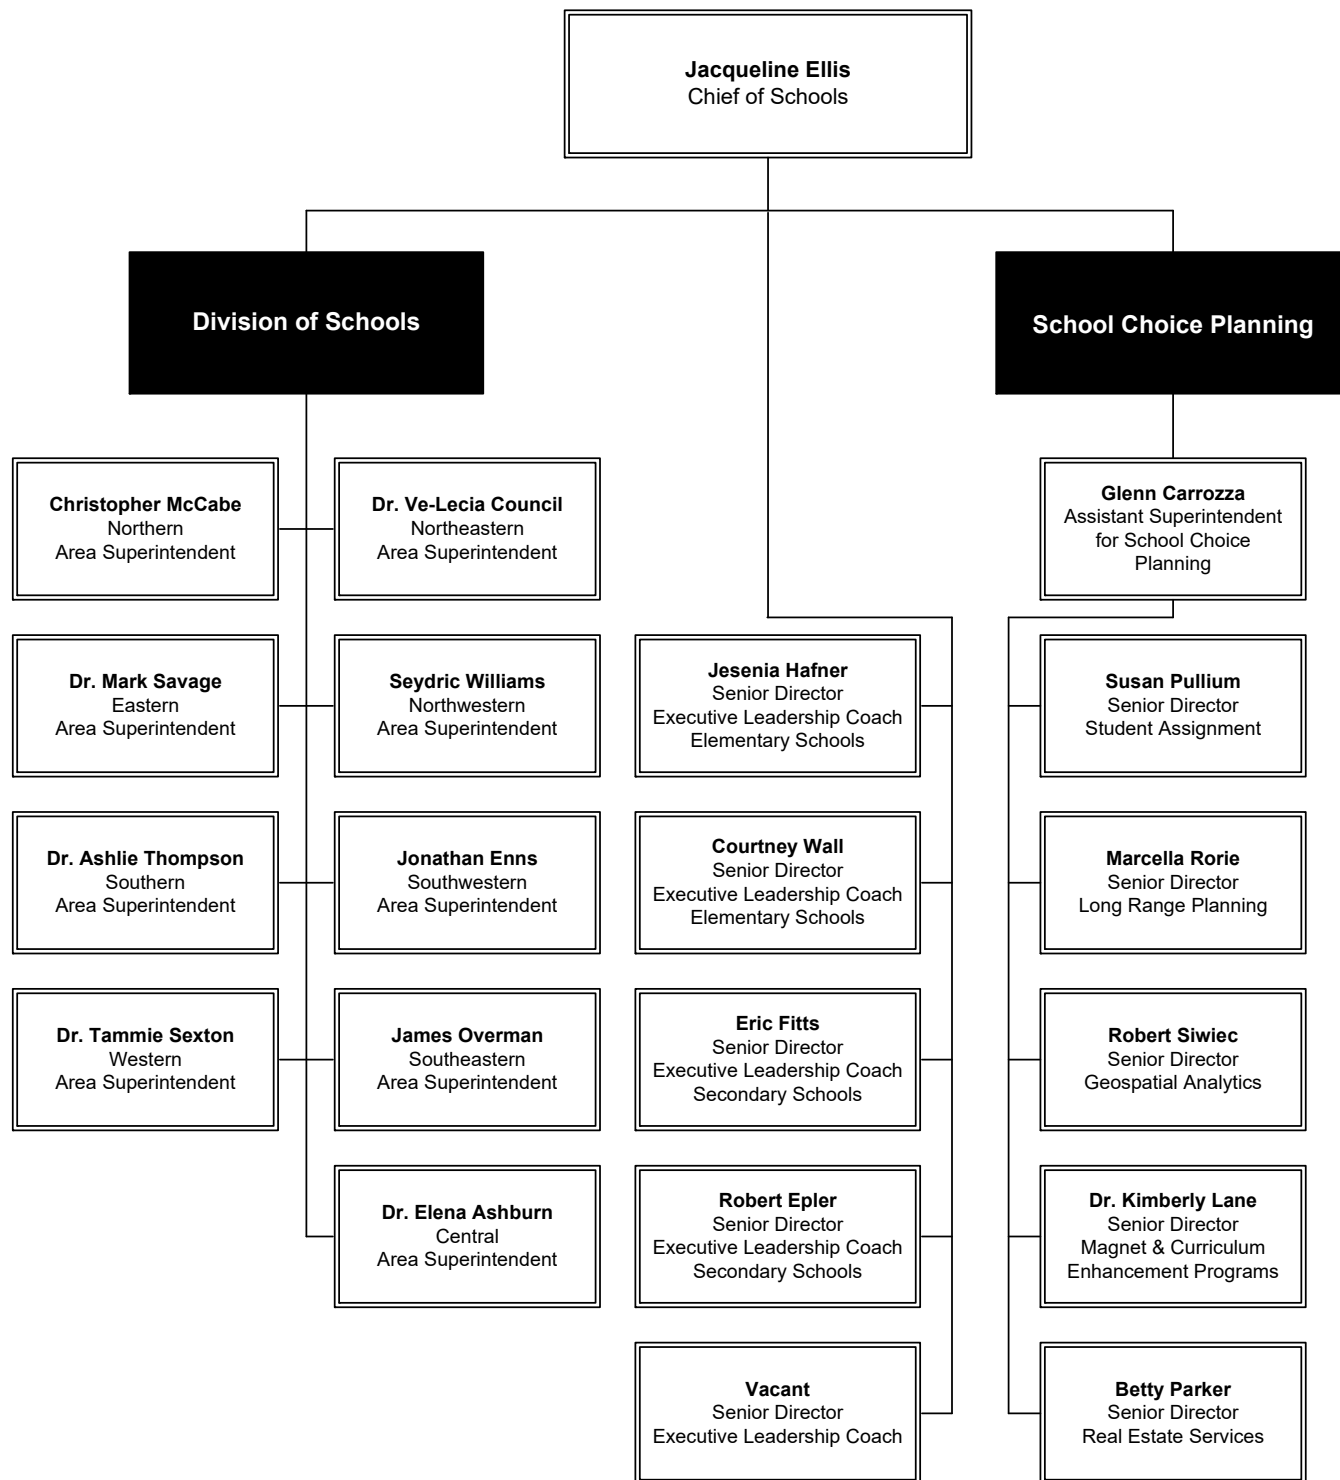 Jacqueline Ellis
Chief of Schools
Division of Schools
School Choice Planning
Christopher McCabe
Northern
Area Superintendent
Dr. Ve-Lecia Council
Northeastern
Area Superintendent
Dr. Mark Savage
Eastern
Area Superintendent
Seydric Williams
Northwestern
Area Superintendent
Dr. Ashlie Thompson
Southern
Area Superintendent
Jonathan Enns
Southwestern
Area Superintendent
Dr. Tammie Sexton
Western
Area Superintendent
James Overman
Southeastern
Area Superintendent
Dr. Elena Ashburn
Central
Area Superintendent
Jesenia Hafner
Senior Director
Executive Leadership Coach
Elementary Schools
Courtney Wall
Senior Director
Executive Leadership Coach
Elementary Schools
Eric Fitts
Senior Director
Executive Leadership Coach
Secondary Schools
Robert Epler
Senior Director
Executive Leadership Coach
Secondary Schools
Vacant
Senior Director
Executive Leadership Coach
Glenn Carrozza
Assistant Superintendent
for School Choice
Planning
Susan Pullium
Senior Director
Student Assignment
Marcella Rorie
Senior Director
Long Range Planning
Robert Siwiec
Senior Director
Geospatial Analytics
Dr. Kimberly Lane
Senior Director
Magnet & Curriculum
Enhancement Programs
Betty Parker
Senior Director
Real Estate Services